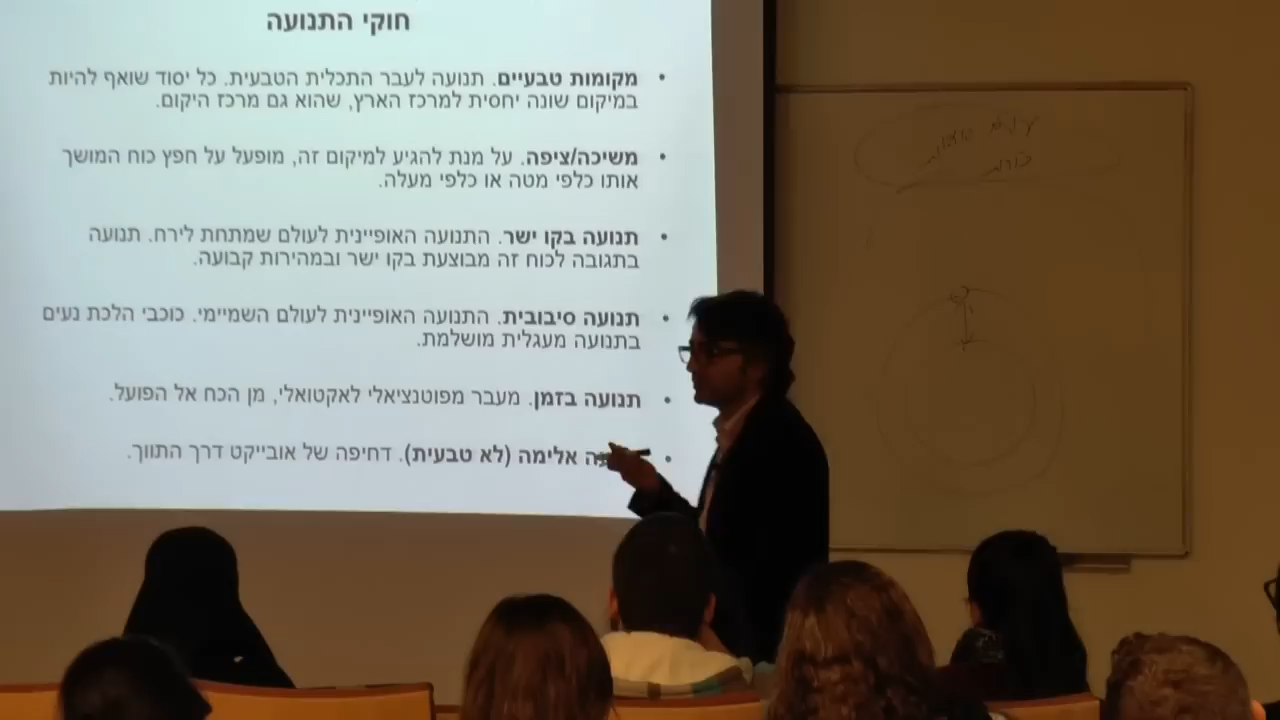 חוקי התנועה
• מקומות טבעיים. תנועה לעבר התכלית הטבעית. כל יסוד שואף להיות
במיקום שונה יחסית למרכז הארץ, שהוא גם מרכז היקום.
• משיכה/ציפה. על מנת להגיע למיקום זה, מופעל על חפץ כוח המושך
אותו כלפי מטה או כלפי מעלה.
• תנועה בקו ישר. התנועה האופיינית לעולם שמתחת לירח. תנועה
בתגובה לכוח זה מבוצעת בקו ישר ובמהירות קבועה.
• תנועה סיבובית. התנועה האופיינית לעולם השמיימי. כוכבי הלכת נעים
בתנועה מעגלית מושלמת.
• תנועה בזמן. מעבר מפוטנציאלי לאקטואלי, מן הכח אל הפועל.
• אלימה (לא טבעית). דחיפה של אובייקט דרך התווך.